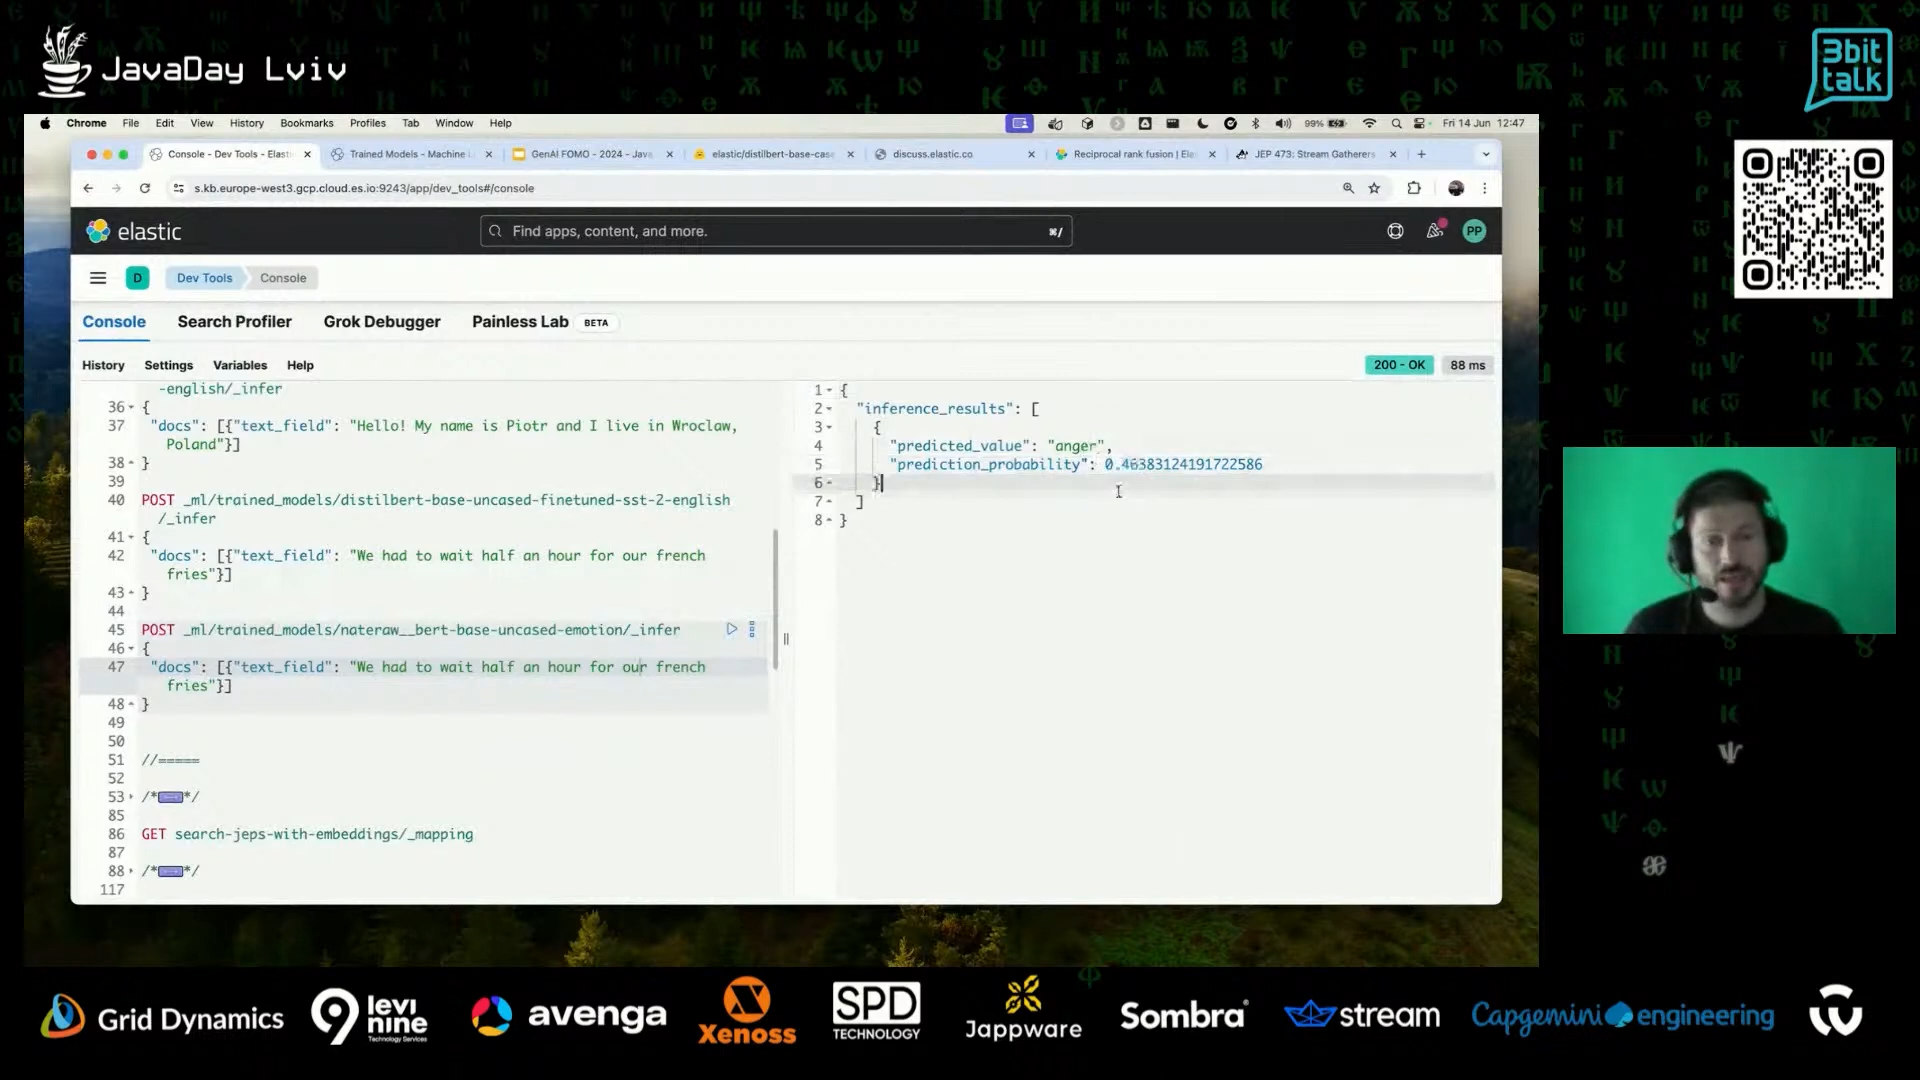 JavaDay Lviv
3bit
talk
Chrome File Edit View History Bookmarks Profiles Tab Window Help
99% Fri 14 Jun 12:47
Console - Dev Tools - Elasti
Trained Models - Machine L
GenAI FOMO - 2024 - Java
elastic/distilbert-base-case
discuss.elastic.co
Reciprocal rank fusion | Ela
JEP 473: Stream Gatherers
s.kb.europe-west3.gcp.cloud.es.io:9243/app/dev_tools#/console
elastic
Find apps, content, and more.
⌘/
PP
D
Dev Tools
Console
Console Search Profiler Grok Debugger Painless Lab BETA
History Settings Variables Help
200 - OK 88 ms
-english/_infer
36 {
37 "docs": [{"text_field": "Hello! My name is Piotr and I live in Wroclaw,
Poland"}]
38 }
39
40 POST _ml/trained_models/distilbert-base-uncased-finetuned-sst-2-english
/_infer
41 {
42 "docs": [{"text_field": "We had to wait half an hour for our french
fries"}]
43 }
44
45 POST _ml/trained_models/nateraw__bert-base-uncased-emotion/_infer
46 {
47 "docs": [{"text_field": "We had to wait half an hour for our french
fries"}]
48 }
49
50
51 //=====
52
53 /* */
85
86 GET search-jeps-with-embeddings/_mapping
87
88 /* */
117
1 {
2 "inference_results": [
3 {
4 "predicted_value": "anger",
5 "prediction_probability": 0.46383124191722586
6 }
7 ]
8 }
Grid Dynamics
9 levi nine
Technology Services
avenga
Xenoss
SPD
TECHNOLOGY
Jappware
Sombra
stream
Capgemini engineering